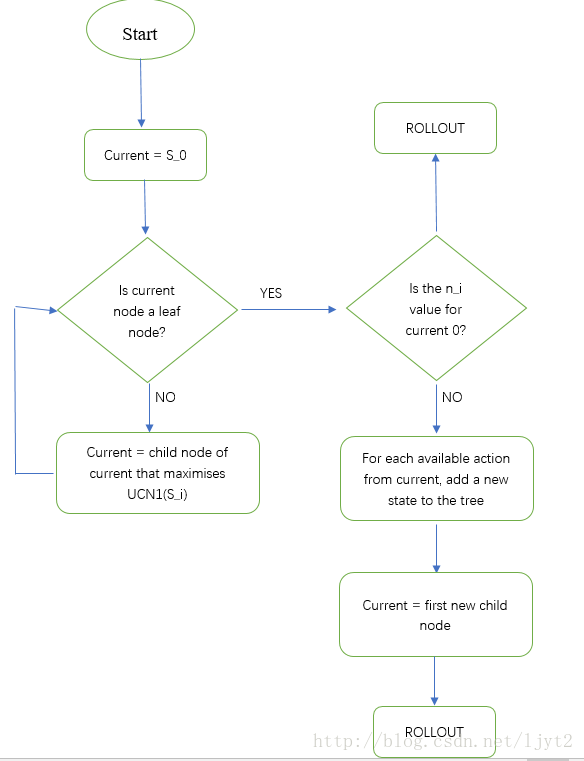 Start
ROLLOUT
Current = S_0
Is current
node a leaf
node?
YES
Is the n_i
value for
current 0?
NO
NO
Current = child node of
current that maximises
UCN1(S_i)
For each available action
from current, add a new
state to the tree
Current = first new child
node
ROLLOUT
http://blog.csdn.net/ljyt2